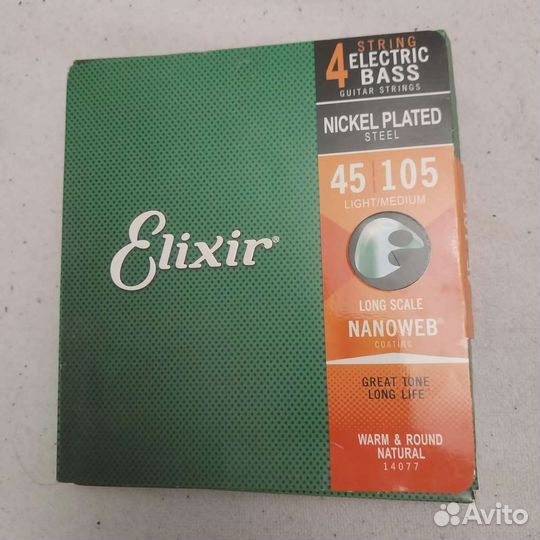 4 STRING
ELECTRIC
BASS
GUITAR STRINGS
NICKEL PLATED
STEEL
45 | 105
LIGHT/MEDIUM
Elixir®
E
LONG SCALE
NANOWEB®
COATING
GREAT TONE
LONG LIFE™
WARM & ROUND
NATURAL
14077
Avito